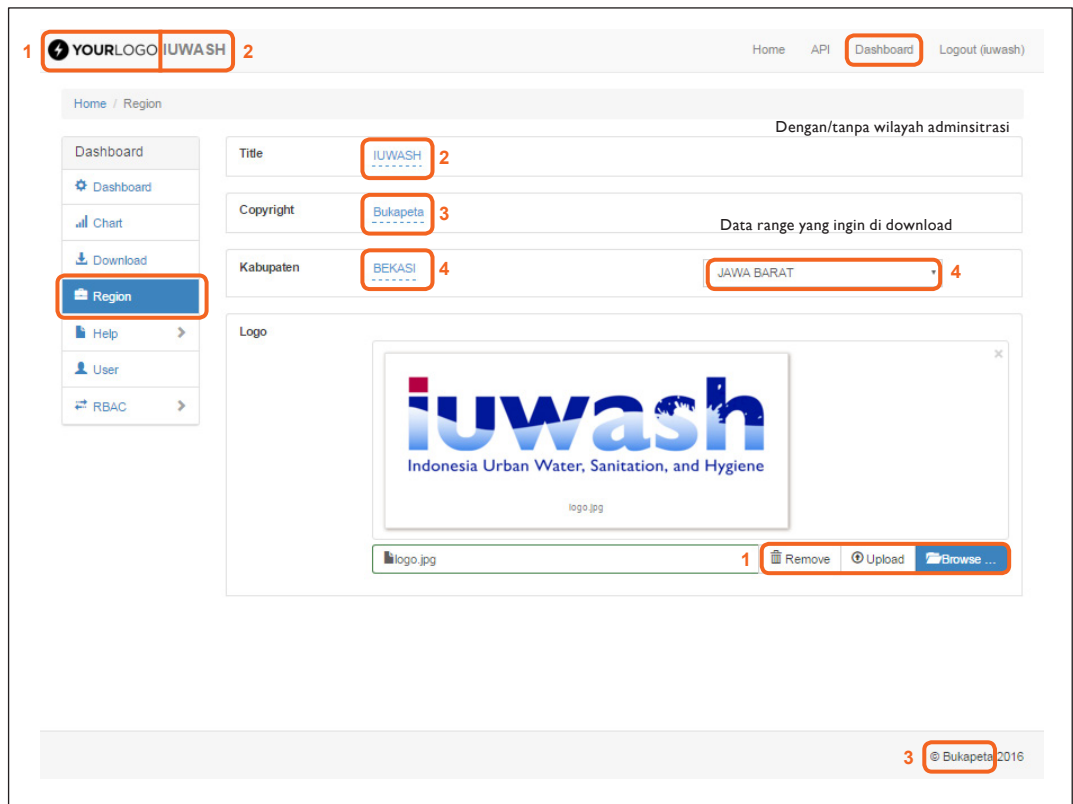 1 YOURLOGO IUWASH 2 Home API Dashboard Logout (iuwash)
Home / Region
Dengan/tanpa wilayah adminsitrasi
Dashboard
Dashboard
Chart
Download
Region
Help
User
RBAC
Title IUWASH 2
Copyright Bukapeta 3
Data range yang ingin di download
Kabupaten BEKASI 4 JAWA BARAT 4
Logo
×
iuwash
Indonesia Urban Water, Sanitation, and Hygiene
logo.jpg
logo.jpg 1 Remove Upload Browse ...
3 © Bukapeta 2016